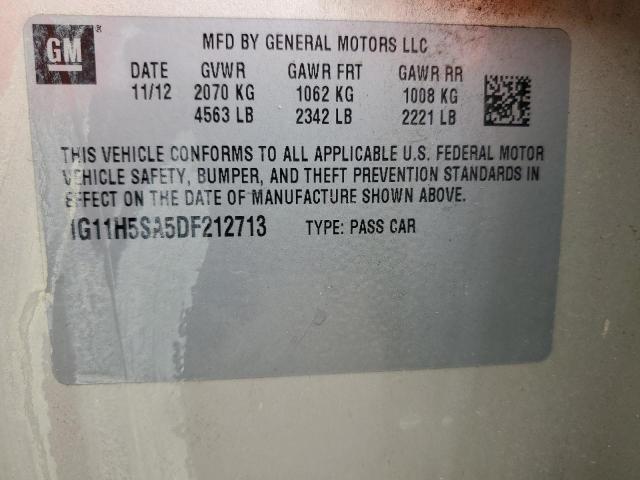 GM
MFD BY GENERAL MOTORS LLC
DATE GVWR GAWR FRT GAWR RR
11/12 2070 KG 1062 KG 1008 KG
4563 LB 2342 LB 2221 LB
THIS VEHICLE CONFORMS TO ALL APPLICABLE U.S. FEDERAL MOTOR
VEHICLE SAFETY, BUMPER, AND THEFT PREVENTION STANDARDS IN
EFFECT ON THE DATE OF MANUFACTURE SHOWN ABOVE.
1G11H5SA5DF212713 TYPE: PASS CAR